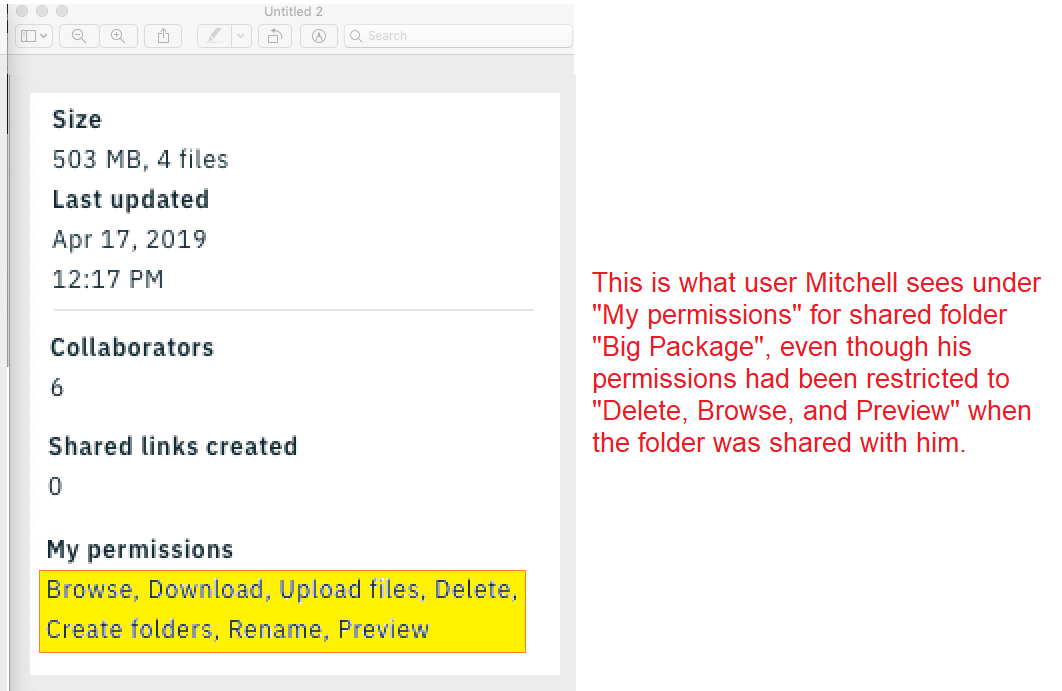 Untitled 2
Search
Size
503 MB, 4 files
Last updated
Apr 17, 2019
12:17 PM
Collaborators
6
Shared links created
0
My permissions
Browse, Download, Upload files, Delete,
Create folders, Rename, Preview
This is what user Mitchell sees under
"My permissions" for shared folder
"Big Package", even though his
permissions had been restricted to
"Delete, Browse, and Preview" when
the folder was shared with him.